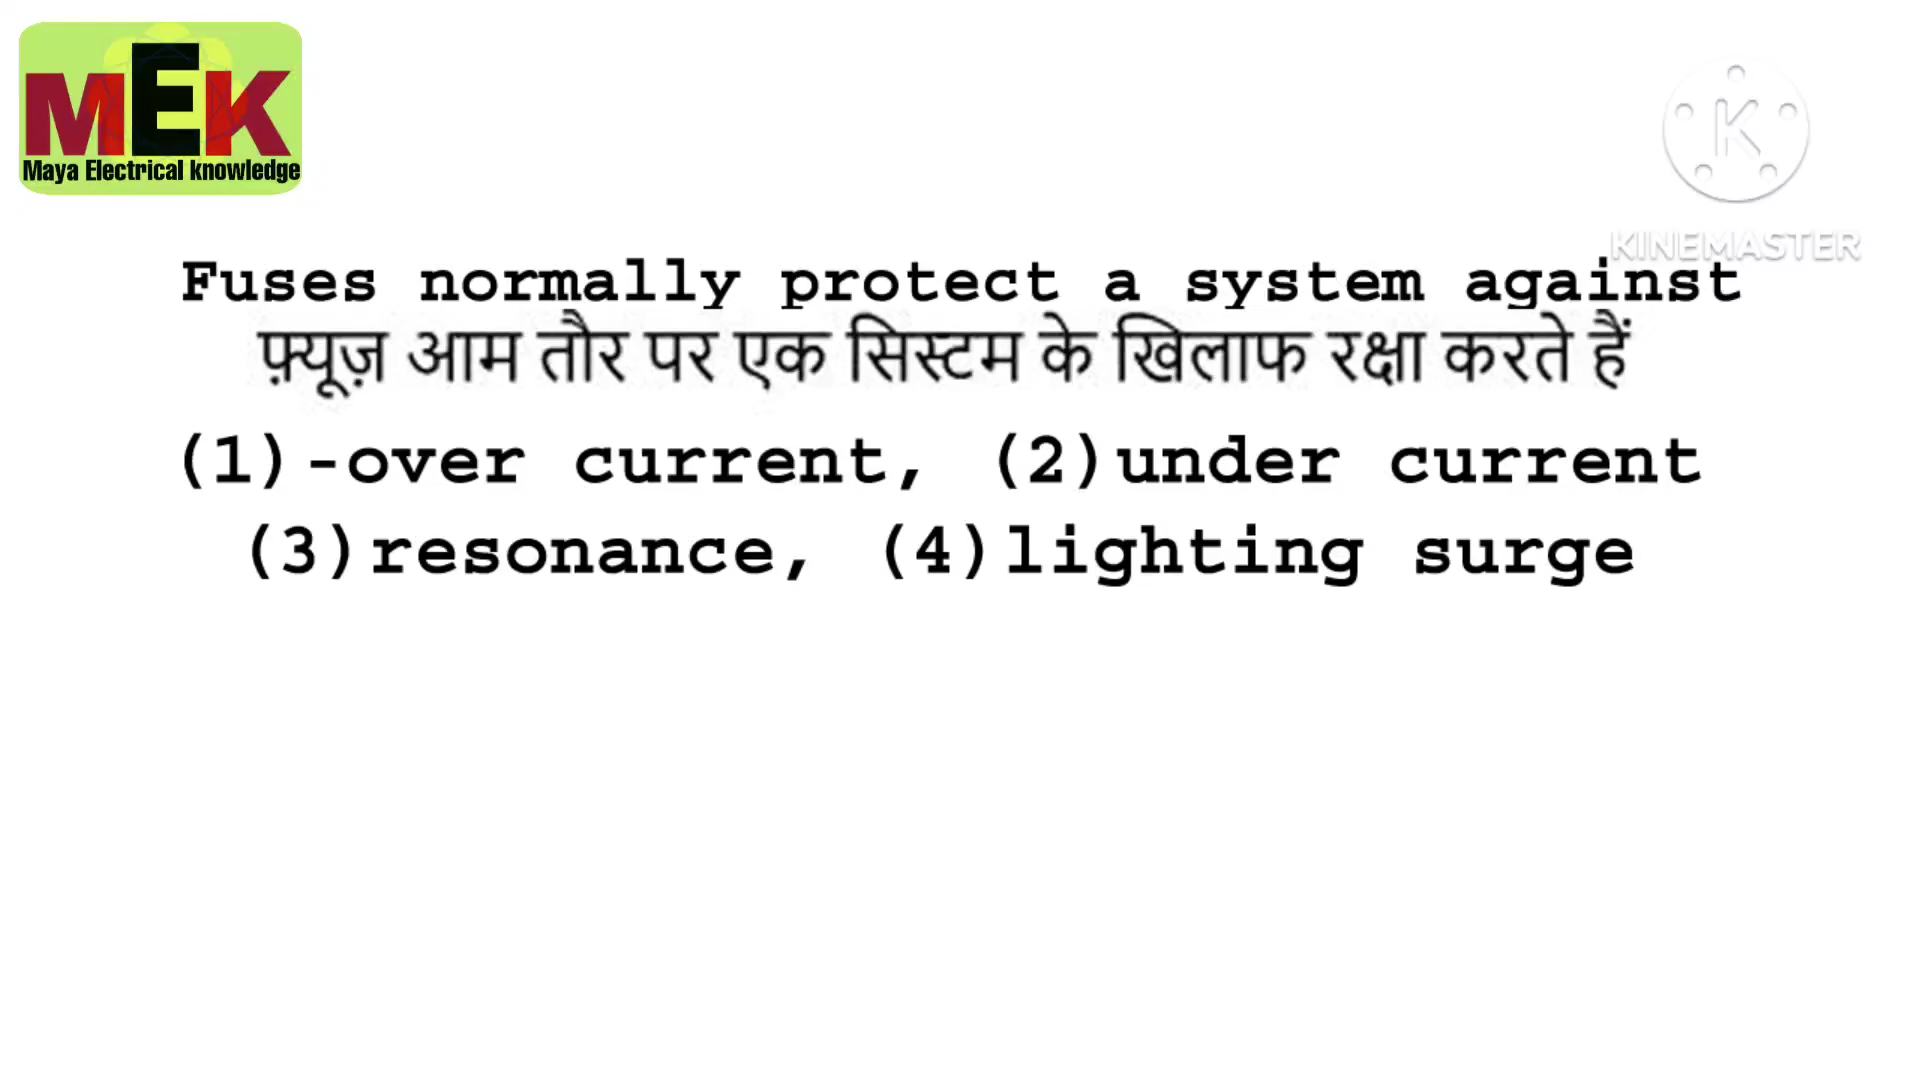 MEK
Maya Electrical knowledge
KINEMASTER
Fuses normally protect a system against
फ़्यूज़ आम तौर पर एक सिस्टम के खिलाफ रक्षा करते हैं
(1)-over current, (2)under current
(3)resonance, (4)lighting surge